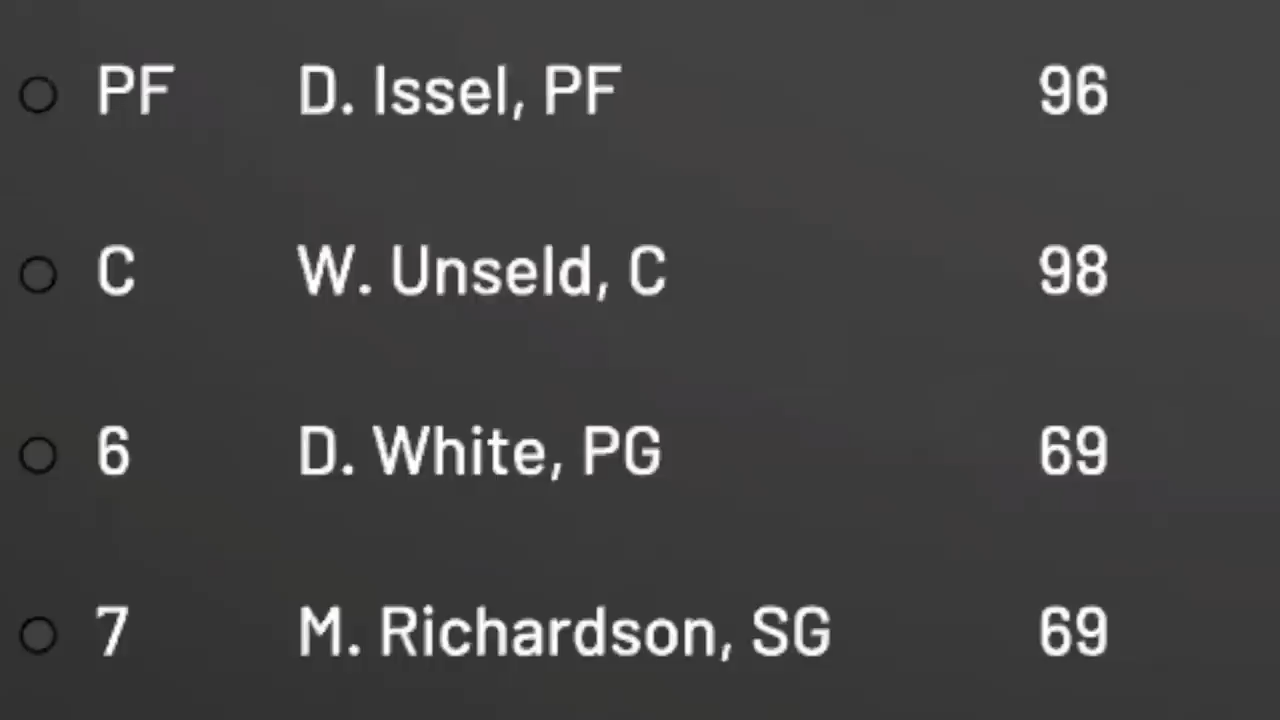 PF D. Issel, PF 96
C W. Unseld, C 98
6 D. White, PG 69
7 M. Richardson, SG 69